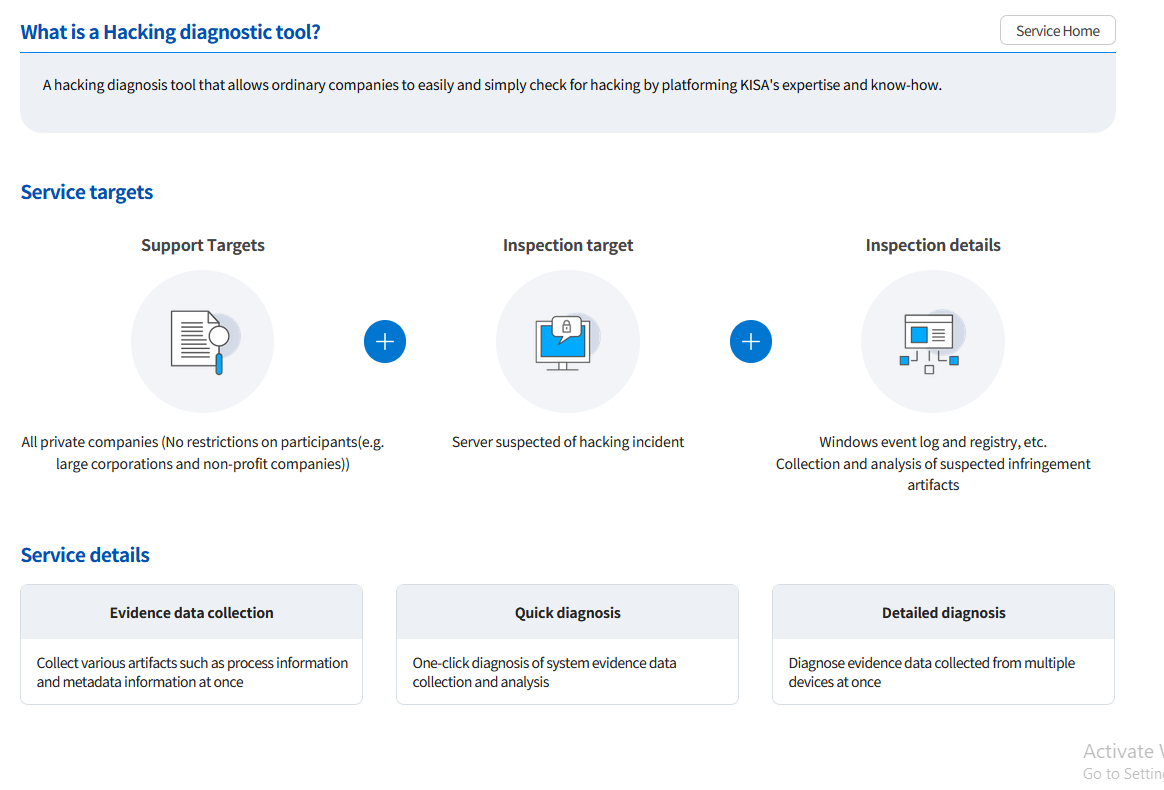 What is a Hacking diagnostic tool?
Service Home
A hacking diagnosis tool that allows ordinary companies to easily and simply check for hacking by platforming KISA's expertise and know-how.
Service targets
Support Targets
All private companies (No restrictions on participants(e.g.
large corporations and non-profit companies))
Inspection target
Server suspected of hacking incident
Inspection details
Windows event log and registry, etc.
Collection and analysis of suspected infringement
artifacts
Service details
Evidence data collection
Collect various artifacts such as process information
and metadata information at once
Quick diagnosis
One-click diagnosis of system evidence data
collection and analysis
Detailed diagnosis
Diagnose evidence data collected from multiple
devices at once
Activate
Go to